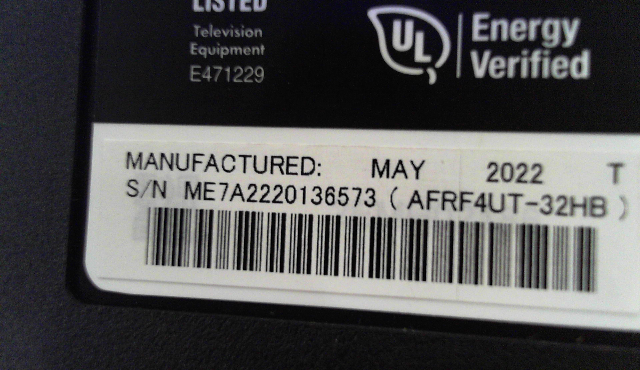 LISTED
Television
Equipment
E471229
UL
Energy
Verified
MANUFACTURED: MAY 2022 T
S/N ME7A2220136573 ( AFRF4UT-32HB )